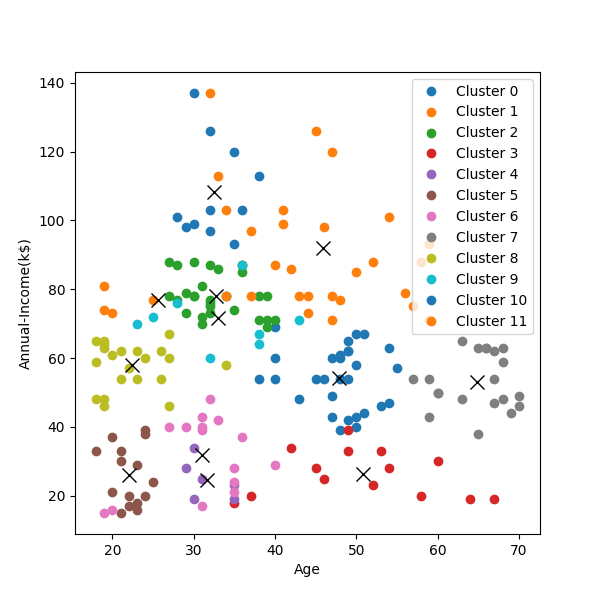 140
120
100
80
60
40
20
Annual-Income(k$)
20 30 40 50 60 70
Age
Cluster 0
Cluster 1
Cluster 2
Cluster 3
Cluster 4
Cluster 5
Cluster 6
Cluster 7
Cluster 8
Cluster 9
Cluster 10
Cluster 11